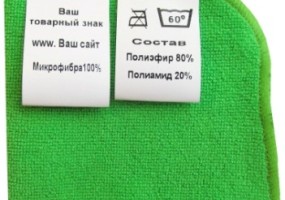 Ваш
товарный знак
www. Ваш сайт
Микрофибра100%
60°
Состав
Полиэфир 80%
Полиамид 20%